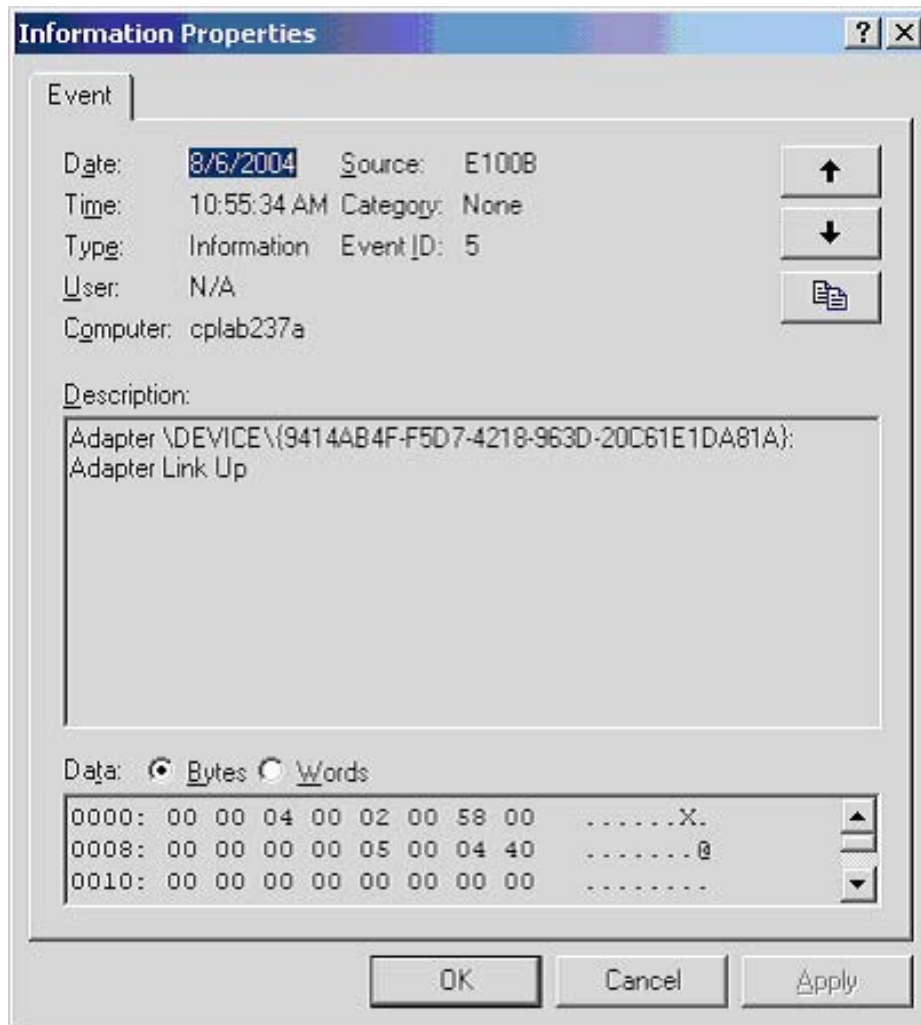 Information Properties
Event
Date: 8/6/2004 Source: E100B
Time: 10:55:34 AM Category: None
Type: Information Event ID: 5
User: N/A
Computer: cplab237a
Description:
Adapter \DEVICE\{9414AB4F-F5D7-4218-963D-20C61E1DA81A}:
Adapter Link Up
Data: Bytes Words
0000: 00 00 04 00 02 00 58 00 ......X.
0008: 00 00 00 00 05 00 04 40 .......@
0010: 00 00 00 00 00 00 00 00 ........
OK Cancel Apply